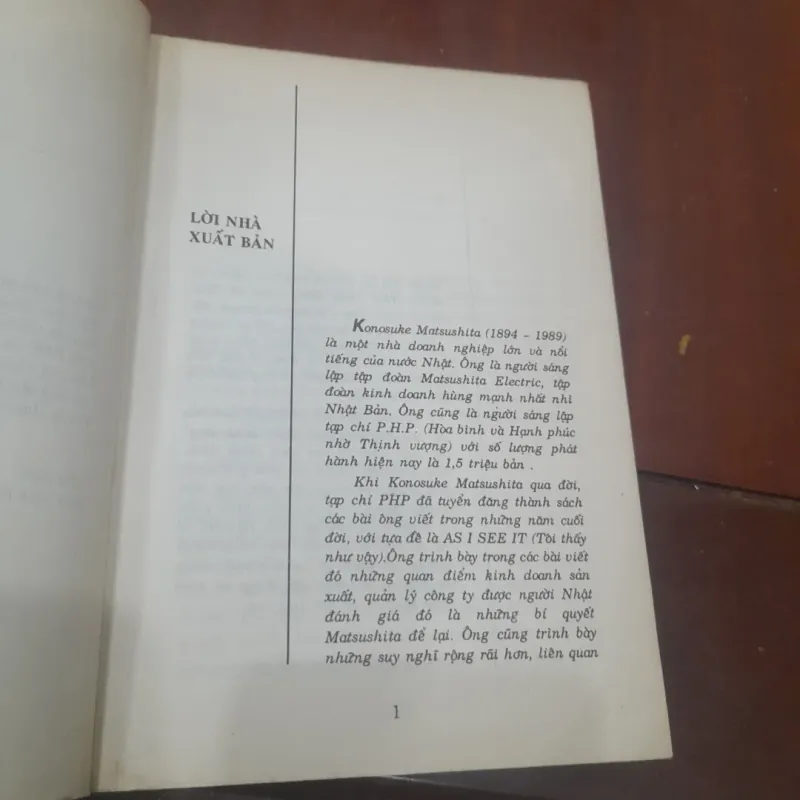 LỜI NHÀ
XUẤT BẢN
Konosuke Matsushita (1894 - 1989)
là một nhà doanh nghiệp lớn và nổi
tiếng của nước Nhật. Ông là người sáng
lập tập đoàn Matsushita Electric, tập
đoàn kinh doanh hùng mạnh nhất nhì
Nhật Bản. Ông cũng là người sáng lập
tạp chí P.H.P. (Hòa bình và Hạnh phúc
nhờ Thịnh vượng) với số lượng phát
hành hiện nay là 1,5 triệu bản .
Khi Konosuke Matsushita qua đời,
tạp chí PHP đã tuyển đăng thành sách
các bài ông viết trong những năm cuối
đời, với tựa đề là AS I SEE IT (Tôi thấy
như vậy).Ông trình bày trong các bài viết
đó những quan điểm kinh doanh sản
xuất, quản lý công ty được người Nhật
đánh giá đó là những bí quyết
Matsushita để lại. Ông cũng trình bày
những suy nghĩ rộng rãi hơn, liên quan
1